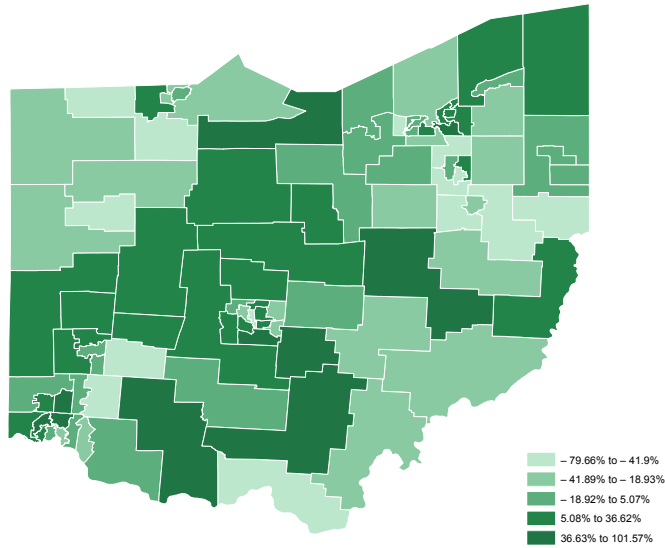 – 79.66% to – 41.9%
– 41.89% to – 18.93%
– 18.92% to 5.07%
5.08% to 36.62%
36.63% to 101.57%